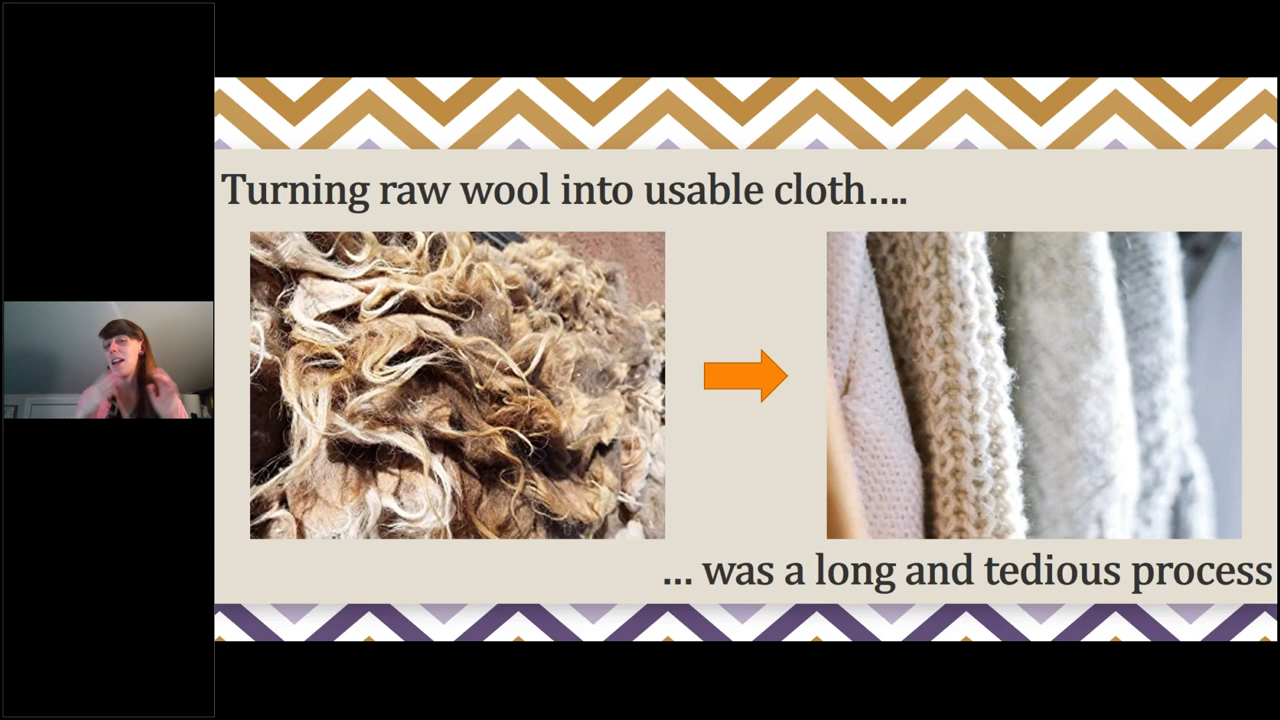 Turning raw wool into usable cloth....
... was a long and tedious process